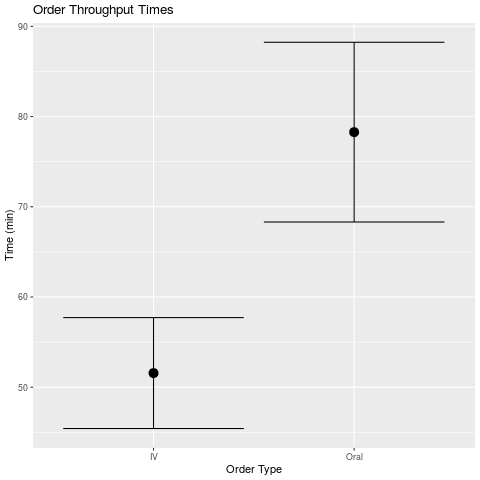 Order Throughput Times
Time (min)
90
80
70
60
50
IV
Oral
Order Type